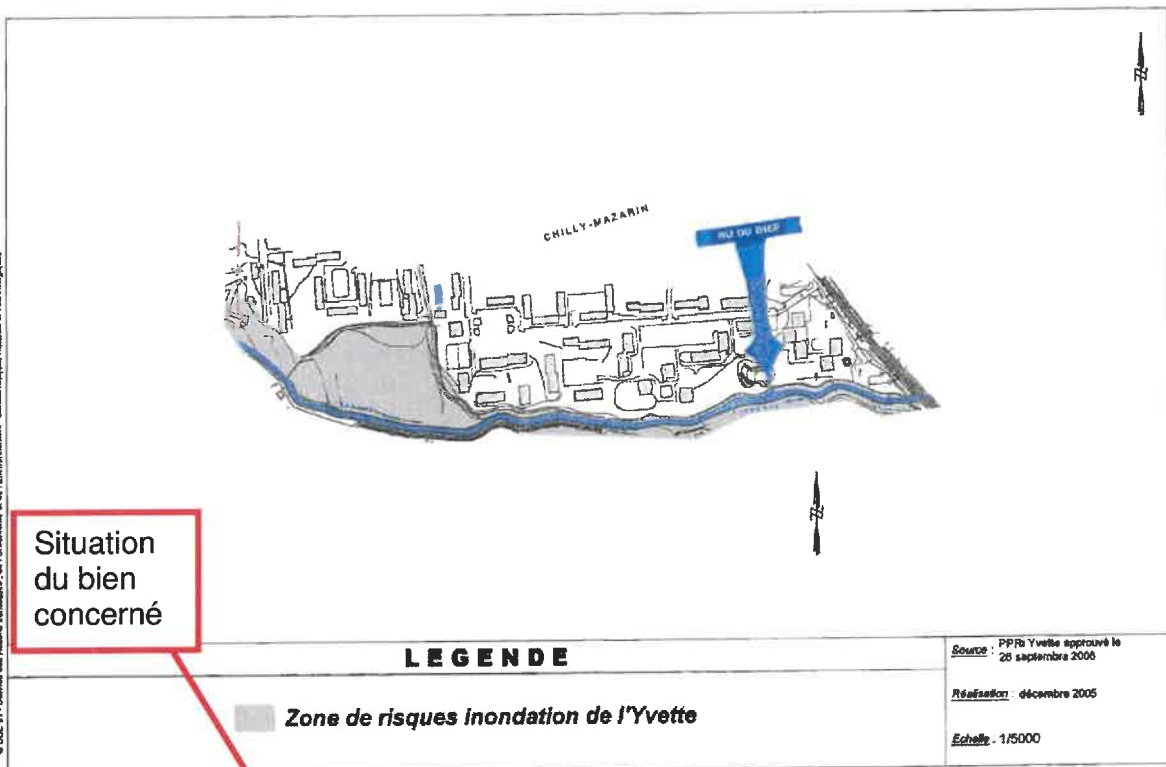 CHILLY-MAZARIN
RU DU BIEF
Situation
du bien
concerné
LEGENDE
Zone de risques inondation de l'Yvette
Source : PPRi Yvette approuvé le
26 septembre 2006
Réalisation : décembre 2005
Echelle : 1/5000